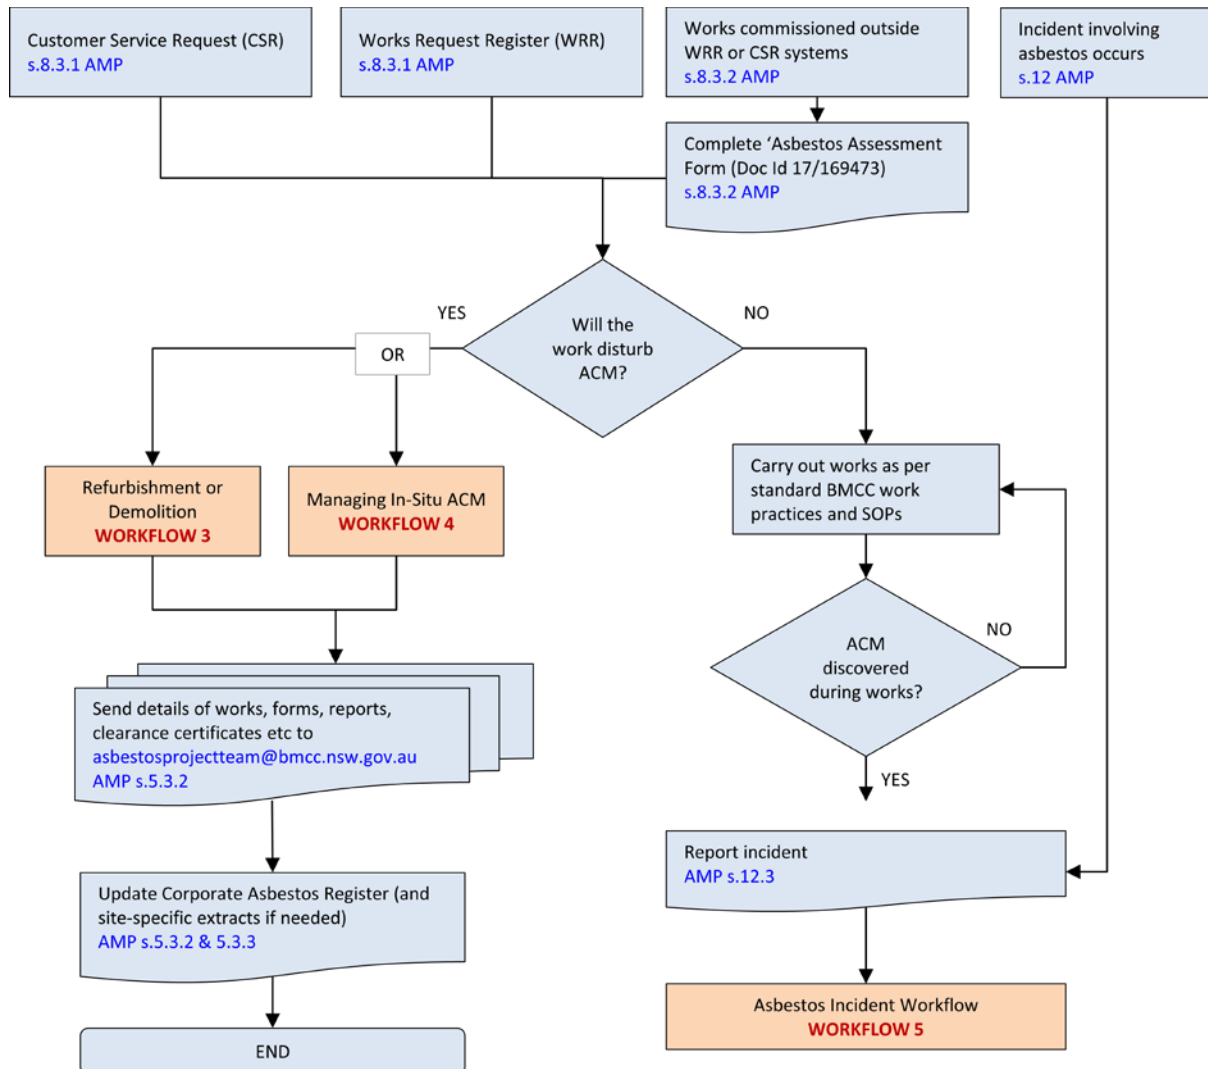 Customer Service Request (CSR)
s.8.3.1 AMP
Works Request Register (WRR)
s.8.3.1 AMP
Works commissioned outside
WRR or CSR systems
s.8.3.2 AMP
Incident involving
asbestos occurs
s.12 AMP
Complete ‘Asbestos Assessment
Form (Doc Id 17/169473)
s.8.3.2 AMP
YES
NO
Will the
work disturb
ACM?
OR
Refurbishment or
Demolition
WORKFLOW 3
Managing In-Situ ACM
WORKFLOW 4
Carry out works as per
standard BMCC work
practices and SOPs
NO
ACM
discovered
during works?
YES
Send details of works, forms, reports,
clearance certificates etc to
asbestosprojectteam@bmcc.nsw.gov.au
AMP s.5.3.2
Report incident
AMP s.12.3
Update Corporate Asbestos Register (and
site-specific extracts if needed)
AMP s.5.3.2 & 5.3.3
Asbestos Incident Workflow
WORKFLOW 5
END